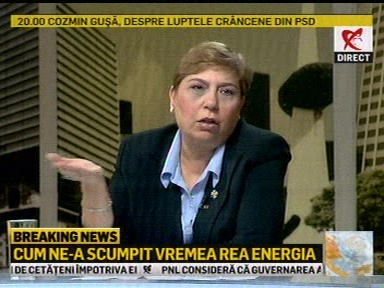 20.00 COZMIN GUȘĂ, DESPRE LUPTELE CRÂNCENE DIN PSD
DIRECT
BREAKING NEWS
CUM NE-A SCUMPIT VREMEA REA ENERGIA
DE CETĂȚENI ÎMPOTRIVA EI PNL CONSIDERĂ CĂ GUVERNAREA A